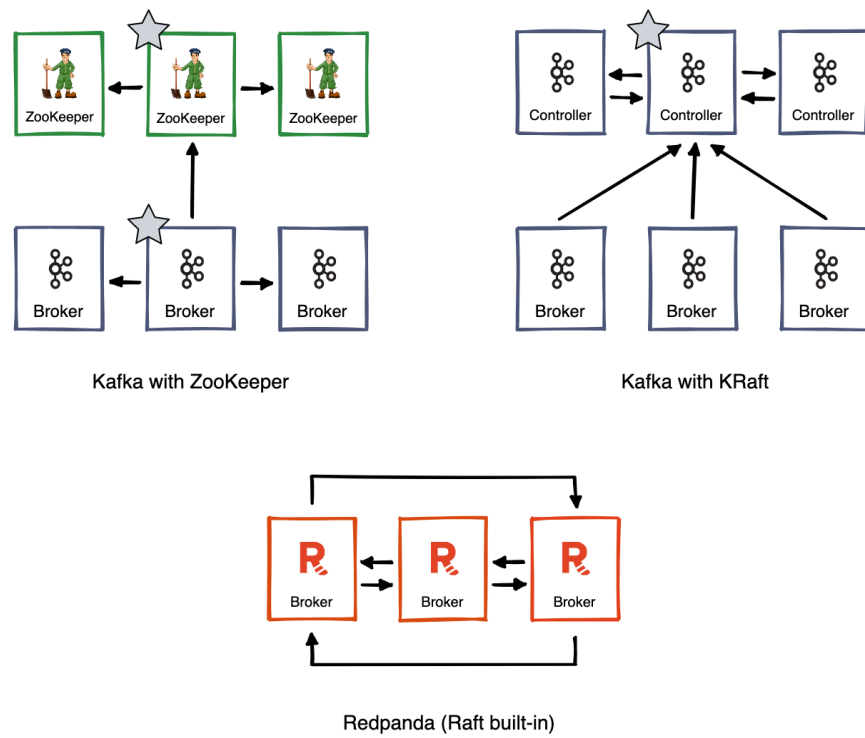 ZooKeeper
ZooKeeper
ZooKeeper
Broker
Broker
Broker
Kafka with ZooKeeper
Controller
Controller
Controller
Broker
Broker
Broker
Kafka with KRaft
R
Broker
R
Broker
R
Broker
Redpanda (Raft built-in)